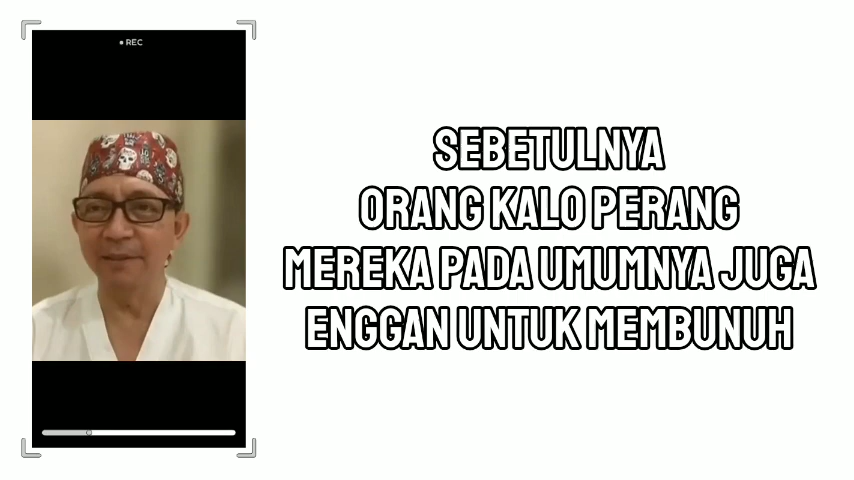 REC
SEBETULNYA
ORANG KALO PERANG
MEREKA PADA UMUMNYA JUGA
ENGGAN UNTUK MEMBUNUH